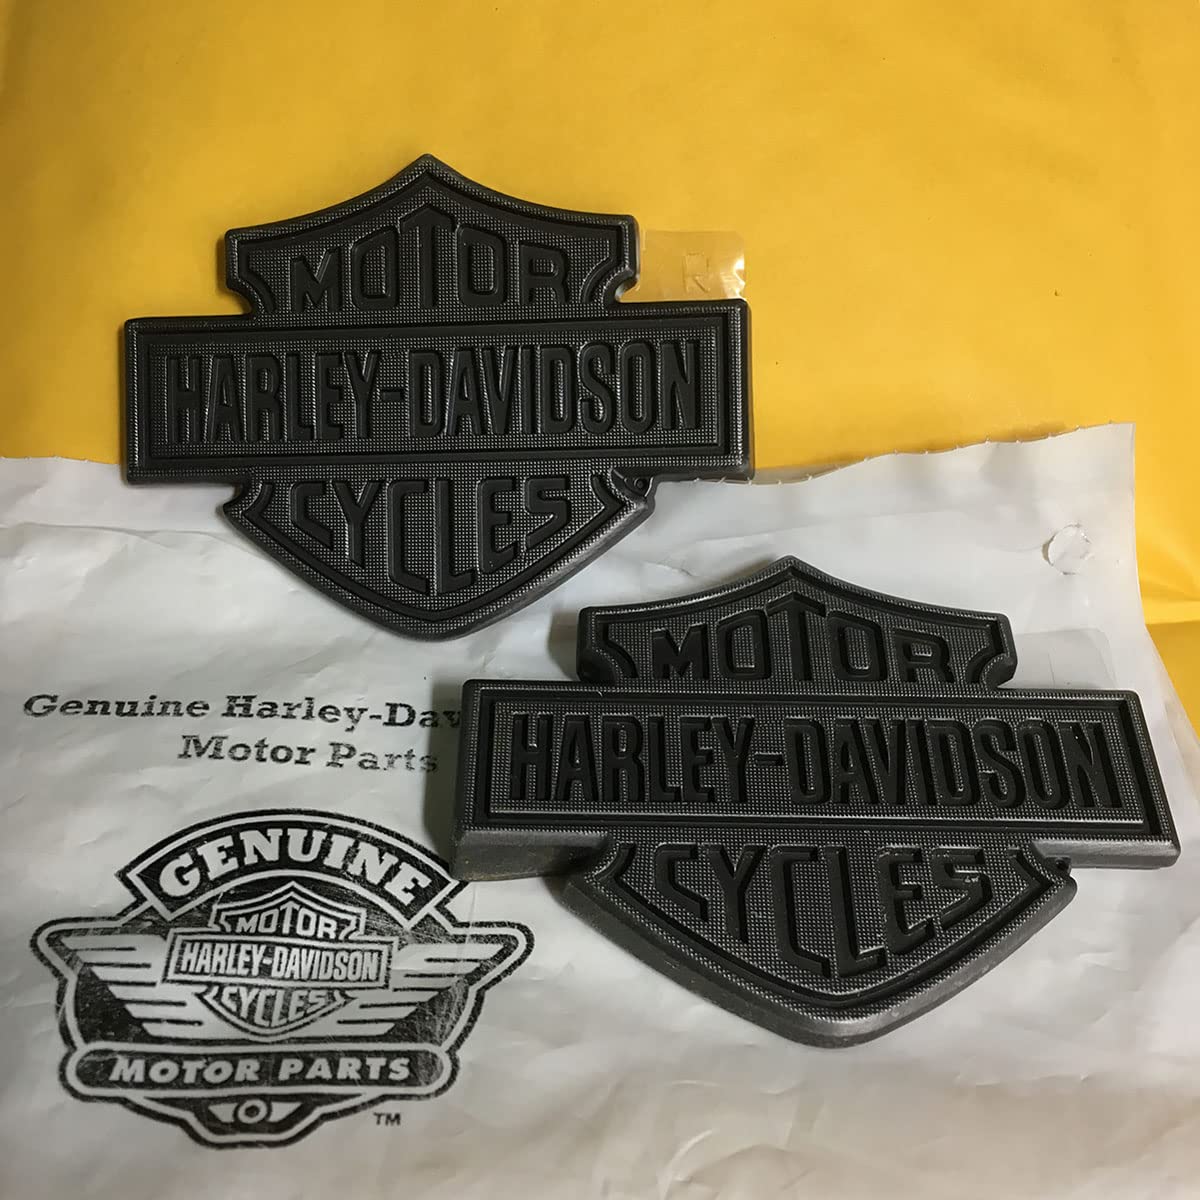 MOTOR
HARLEY-DAVIDSON
CYCLES
R
MOTOR
HARLEY-DAVIDSON
CYCLES
Genuine Harley-Dav
Motor Parts
GENUINE
MOTOR
HARLEY-DAVIDSON
CYCLES
MOTOR PARTS
TM